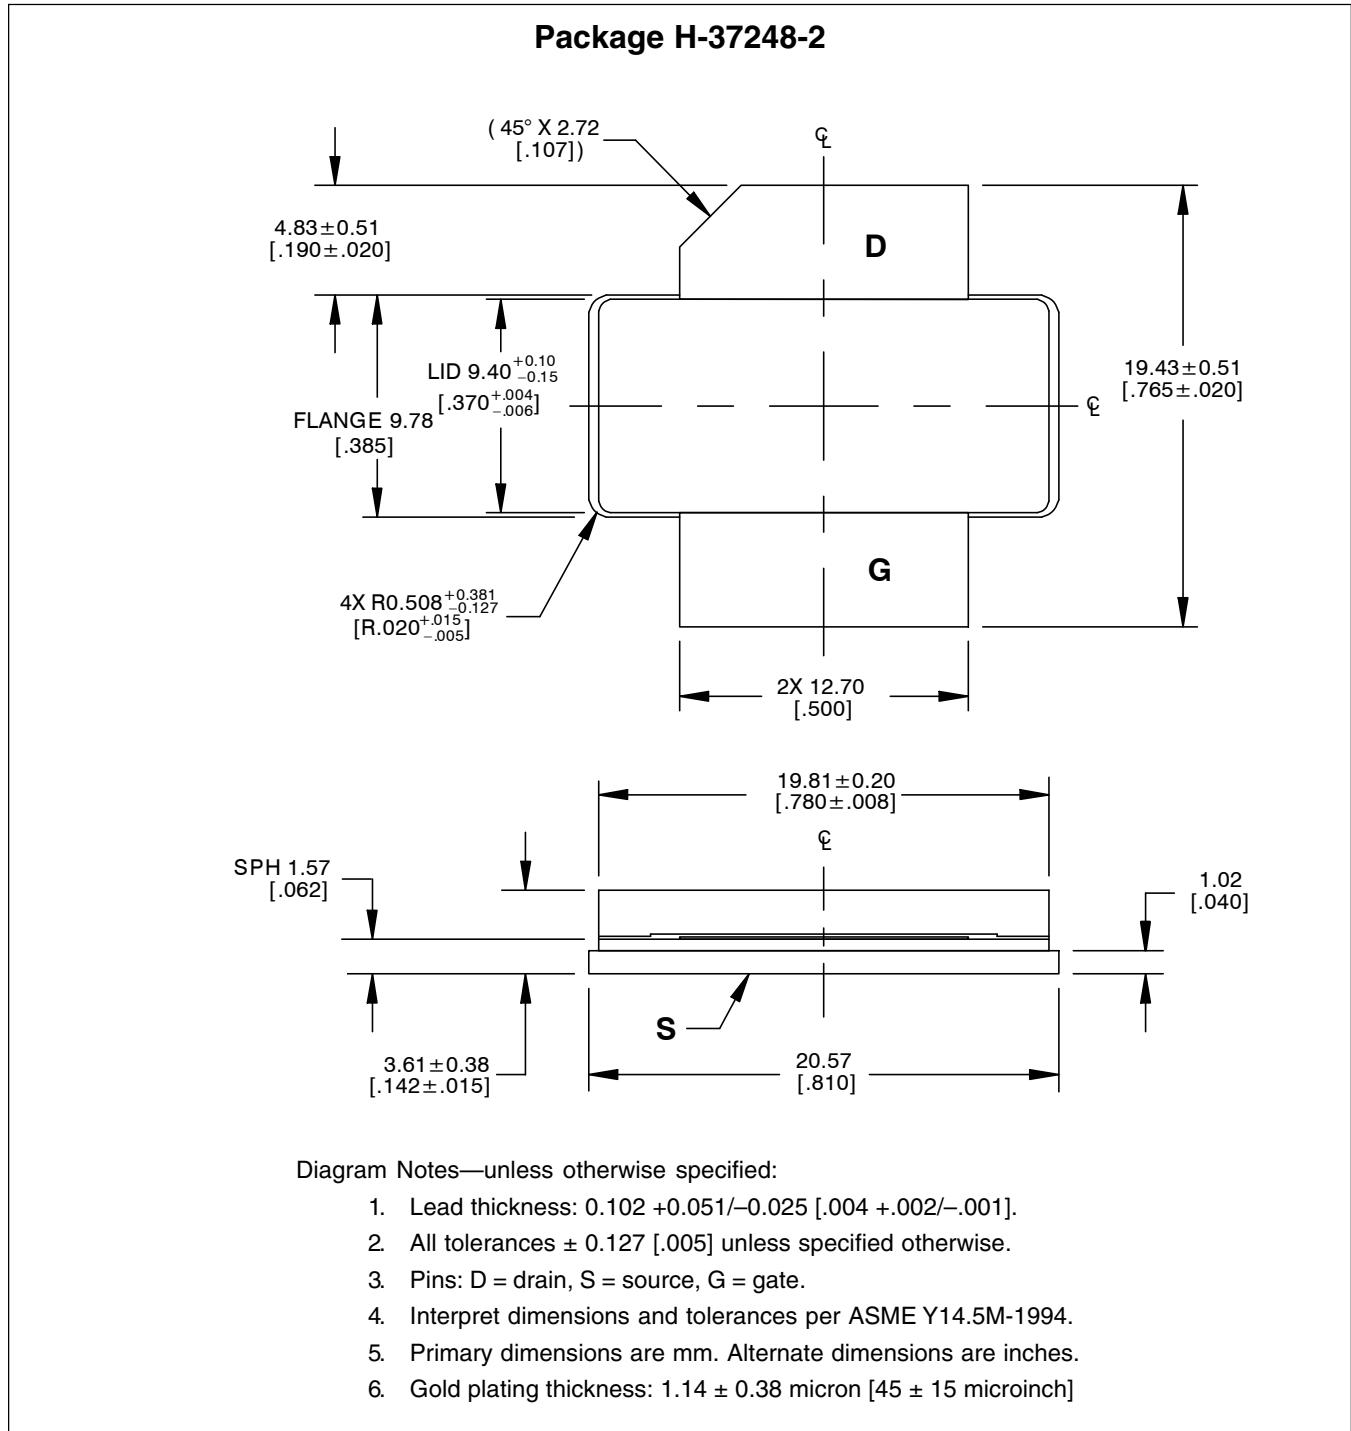 Package H-37248-2
( 45° X 2.72
[.107])
℄
4.83±0.51
[.190±.020]
D
LID 9.40 +0.10 −0.15
[.370 +.004 −.006]
19.43±0.51
[.765±.020]
℄
FLANGE 9.78
[.385]
G
4X R0.508 +0.381 −0.127
[R.020 +.015 −.005]
2X 12.70
[.500]
19.81±0.20
[.780±.008]
℄
SPH 1.57
[.062]
1.02
[.040]
S
3.61±0.38
[.142±.015]
20.57
[.810]
Diagram Notes—unless otherwise specified:
1. Lead thickness: 0.102 +0.051/–0.025 [.004 +.002/–.001].
2. All tolerances ± 0.127 [.005] unless specified otherwise.
3. Pins: D = drain, S = source, G = gate.
4. Interpret dimensions and tolerances per ASME Y14.5M-1994.
5. Primary dimensions are mm. Alternate dimensions are inches.
6. Gold plating thickness: 1.14 ± 0.38 micron [45 ± 15 microinch]